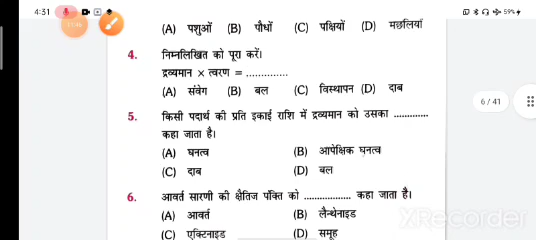 4:31
59%
(A) पशुओं (B) पौधों (C) पक्षियों (D) मछलियां
4. निम्नलिखित को पूरा करें।
द्रव्यमान × त्वरण = ..............
(A) संवेग (B) बल (C) विस्थापन (D) दाब
6 / 41
5. किसी पदार्थ की प्रति इकाई राशि में द्रव्यमान को उसका .............
कहा जाता है।
(A) घनत्व (B) आपेक्षिक घनत्व
(C) दाब (D) बल
6. आवर्त सारणी की क्षैतिज पंक्ति को .................. कहा जाता है।
(A) आवर्त (B) लैन्थेनाइड
(C) एक्टिनाइड (D) समूह
XRecorder